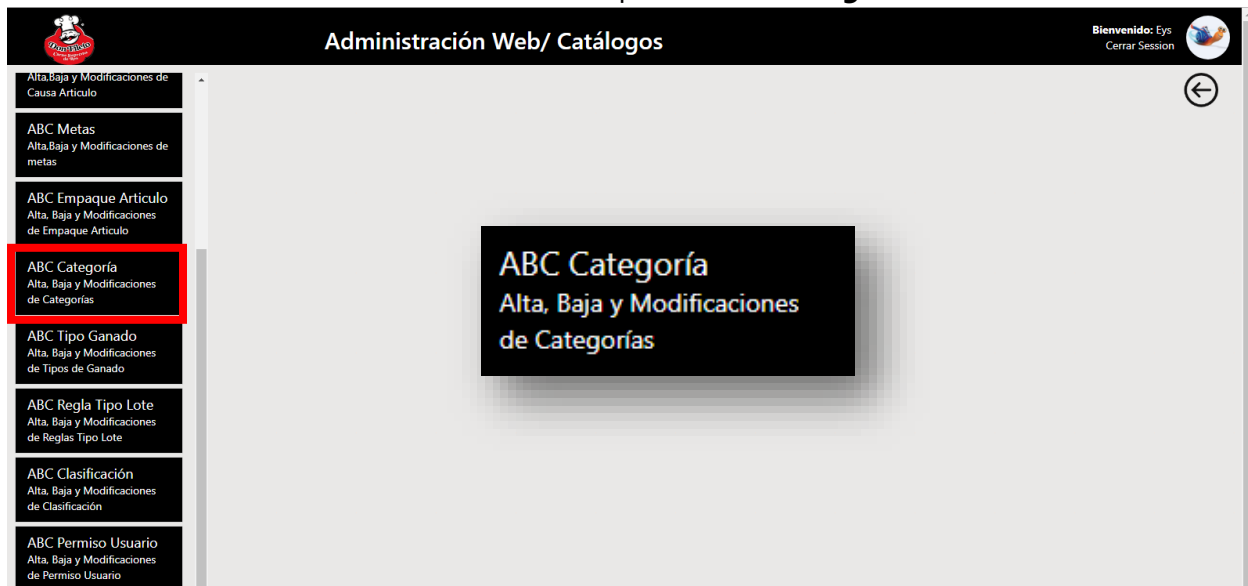 Administración Web/ Catálogos
Bienvenido: Eys
Cerrar Session
Alta,Baja y Modificaciones de
Causa Articulo
ABC Metas
Alta,Baja y Modificaciones de
metas
ABC Empaque Articulo
Alta, Baja y Modificaciones
de Empaque Articulo
ABC Categoría
Alta, Baja y Modificaciones
de Categorías
ABC Tipo Ganado
Alta, Baja y Modificaciones
de Tipos de Ganado
ABC Regla Tipo Lote
Alta, Baja y Modificaciones
de Reglas Tipo Lote
ABC Clasificación
Alta, Baja y Modificaciones
de Clasificación
ABC Permiso Usuario
Alta, Baja y Modificaciones
de Permiso Usuario
ABC Categoría
Alta, Baja y Modificaciones
de Categorías